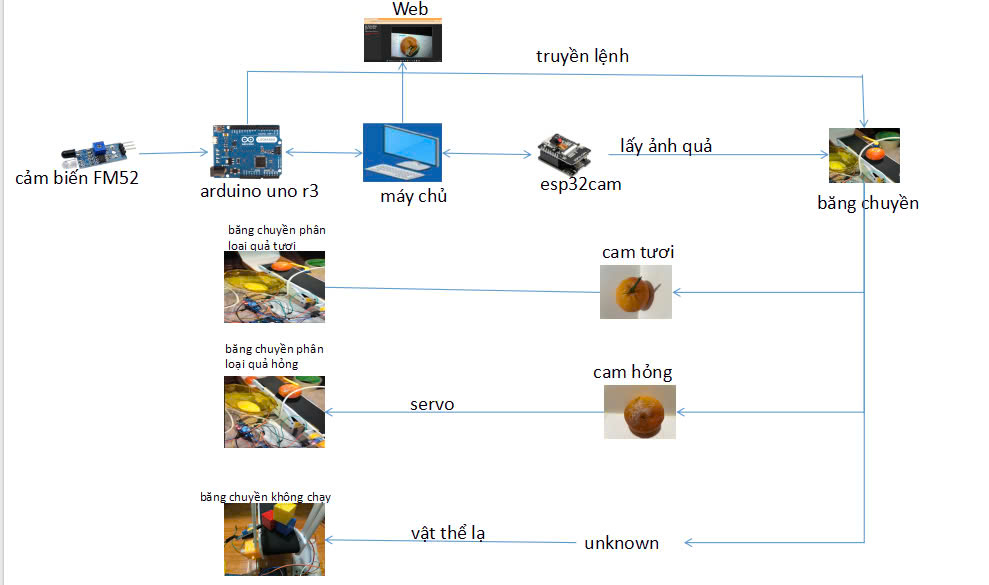 Web
truyền lệnh
lấy ảnh quả
cảm biến FM52
arduino uno r3
máy chủ
esp32cam
băng chuyền
băng chuyền phân
loại quả tươi
cam tươi
băng chuyền phân
loại quả hỏng
cam hỏng
servo
băng chuyền không chạy
vật thể lạ
unknown